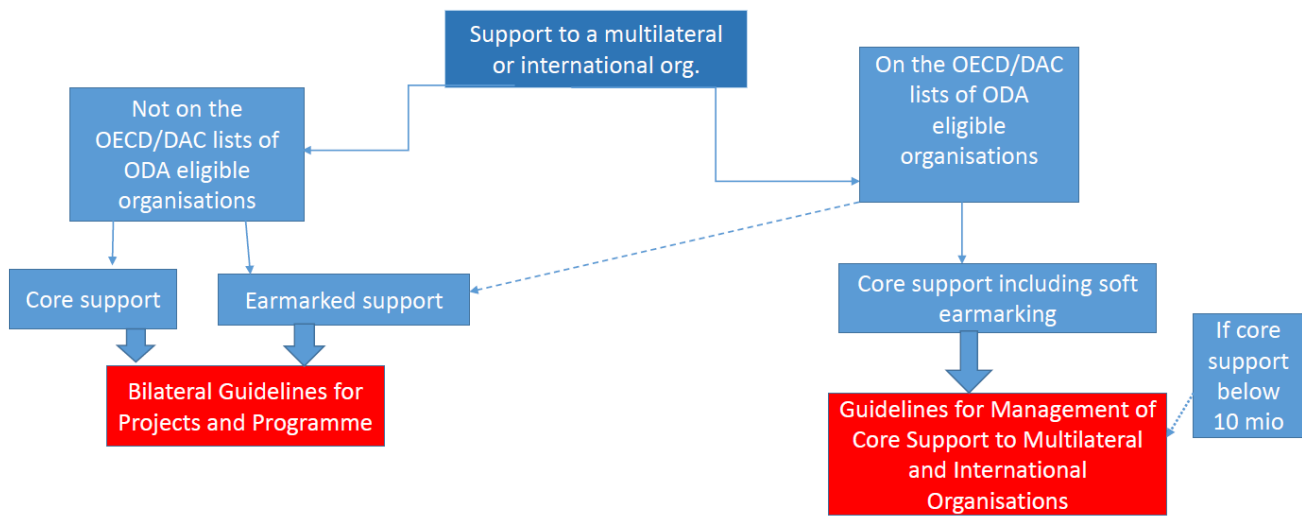 Support to a multilateral
or international org.
Not on the
OECD/DAC lists of
ODA eligible
organisations
On the OECD/DAC
lists of ODA
eligible
organisations
Core support
Earmarked support
Core support including soft
earmarking
If core
support
below
10 mio
Bilateral Guidelines for
Projects and Programme
Guidelines for Management of
Core Support to Multilateral
and International
Organisations